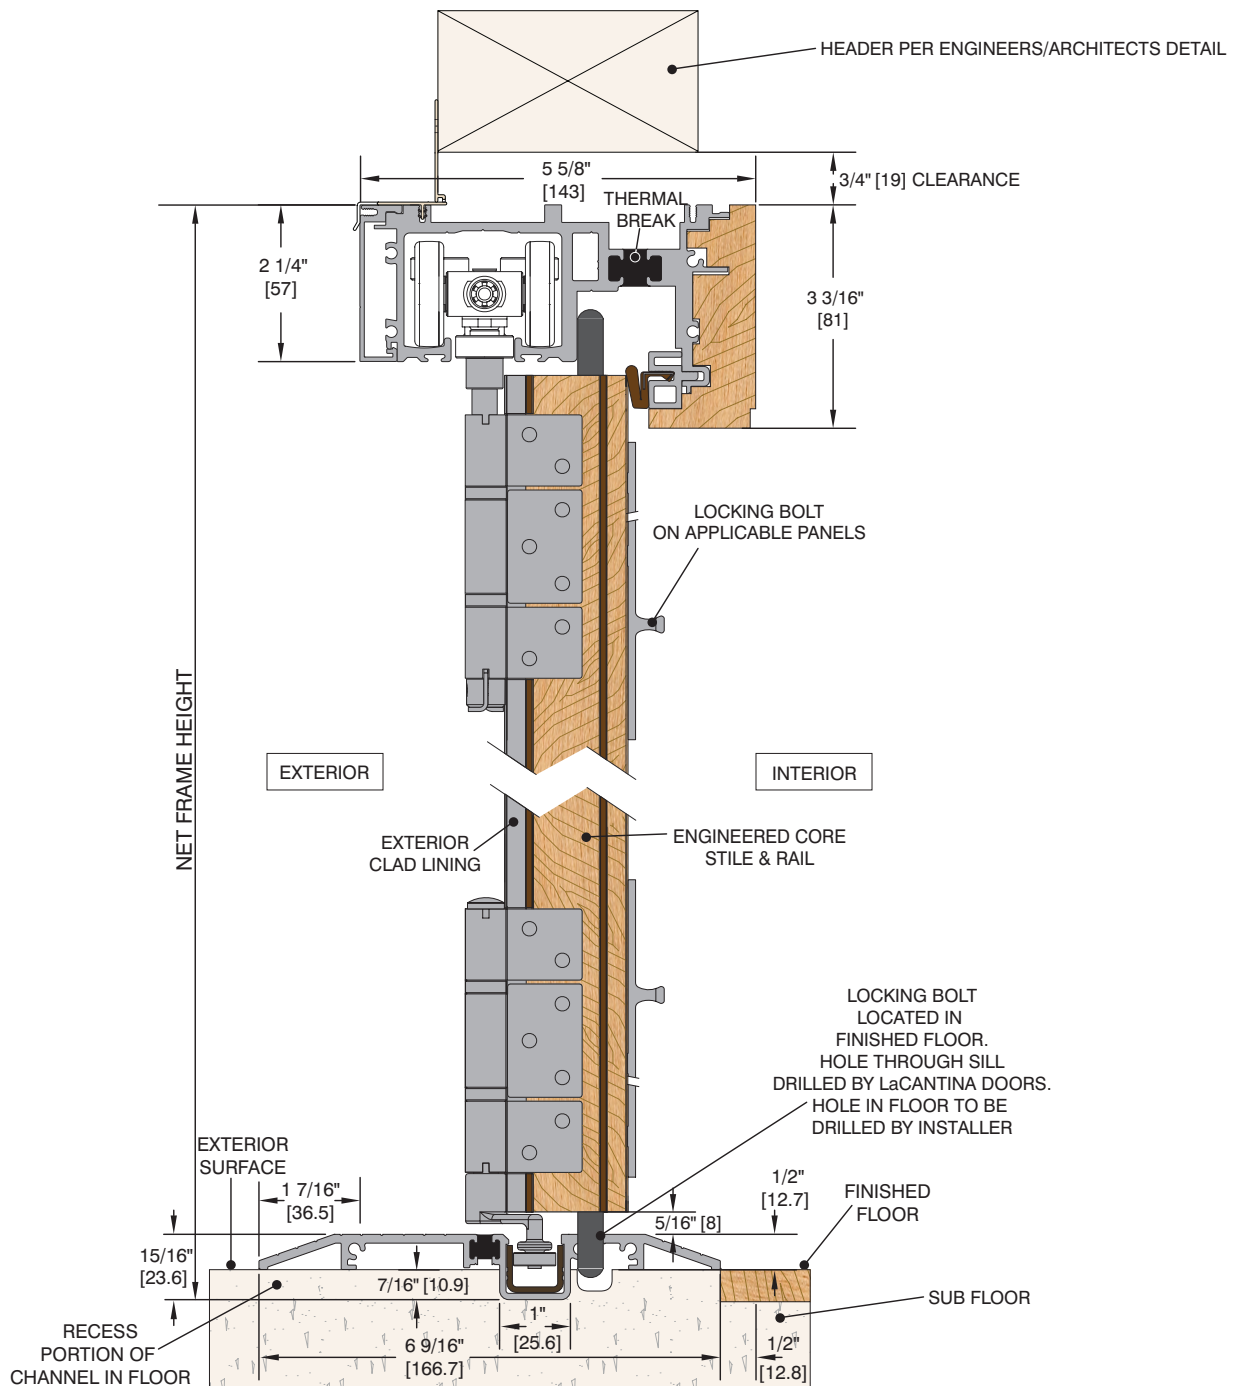 HEADER PER ENGINEERS/ARCHITECTS DETAIL
5 5/8"
[143]
3/4" [19] CLEARANCE
THERMAL
BREAK
2 1/4"
[57]
3 3/16"
[81]
LOCKING BOLT
ON APPLICABLE PANELS
NET FRAME HEIGHT
EXTERIOR
INTERIOR
EXTERIOR
CLAD LINING
ENGINEERED CORE
STILE & RAIL
LOCKING BOLT
LOCATED IN
FINISHED FLOOR.
HOLE THROUGH SILL
DRILLED BY LaCANTINA DOORS.
HOLE IN FLOOR TO BE
DRILLED BY INSTALLER
EXTERIOR
SURFACE
1 7/16"
[36.5]
1/2"
[12.7]
FINISHED
FLOOR
5/16" [8]
15/16"
[23.6]
7/16" [10.9]
SUB FLOOR
1"
[25.6]
RECESS
PORTION OF
CHANNEL IN FLOOR
6 9/16"
[166.7]
1/2"
[12.8]